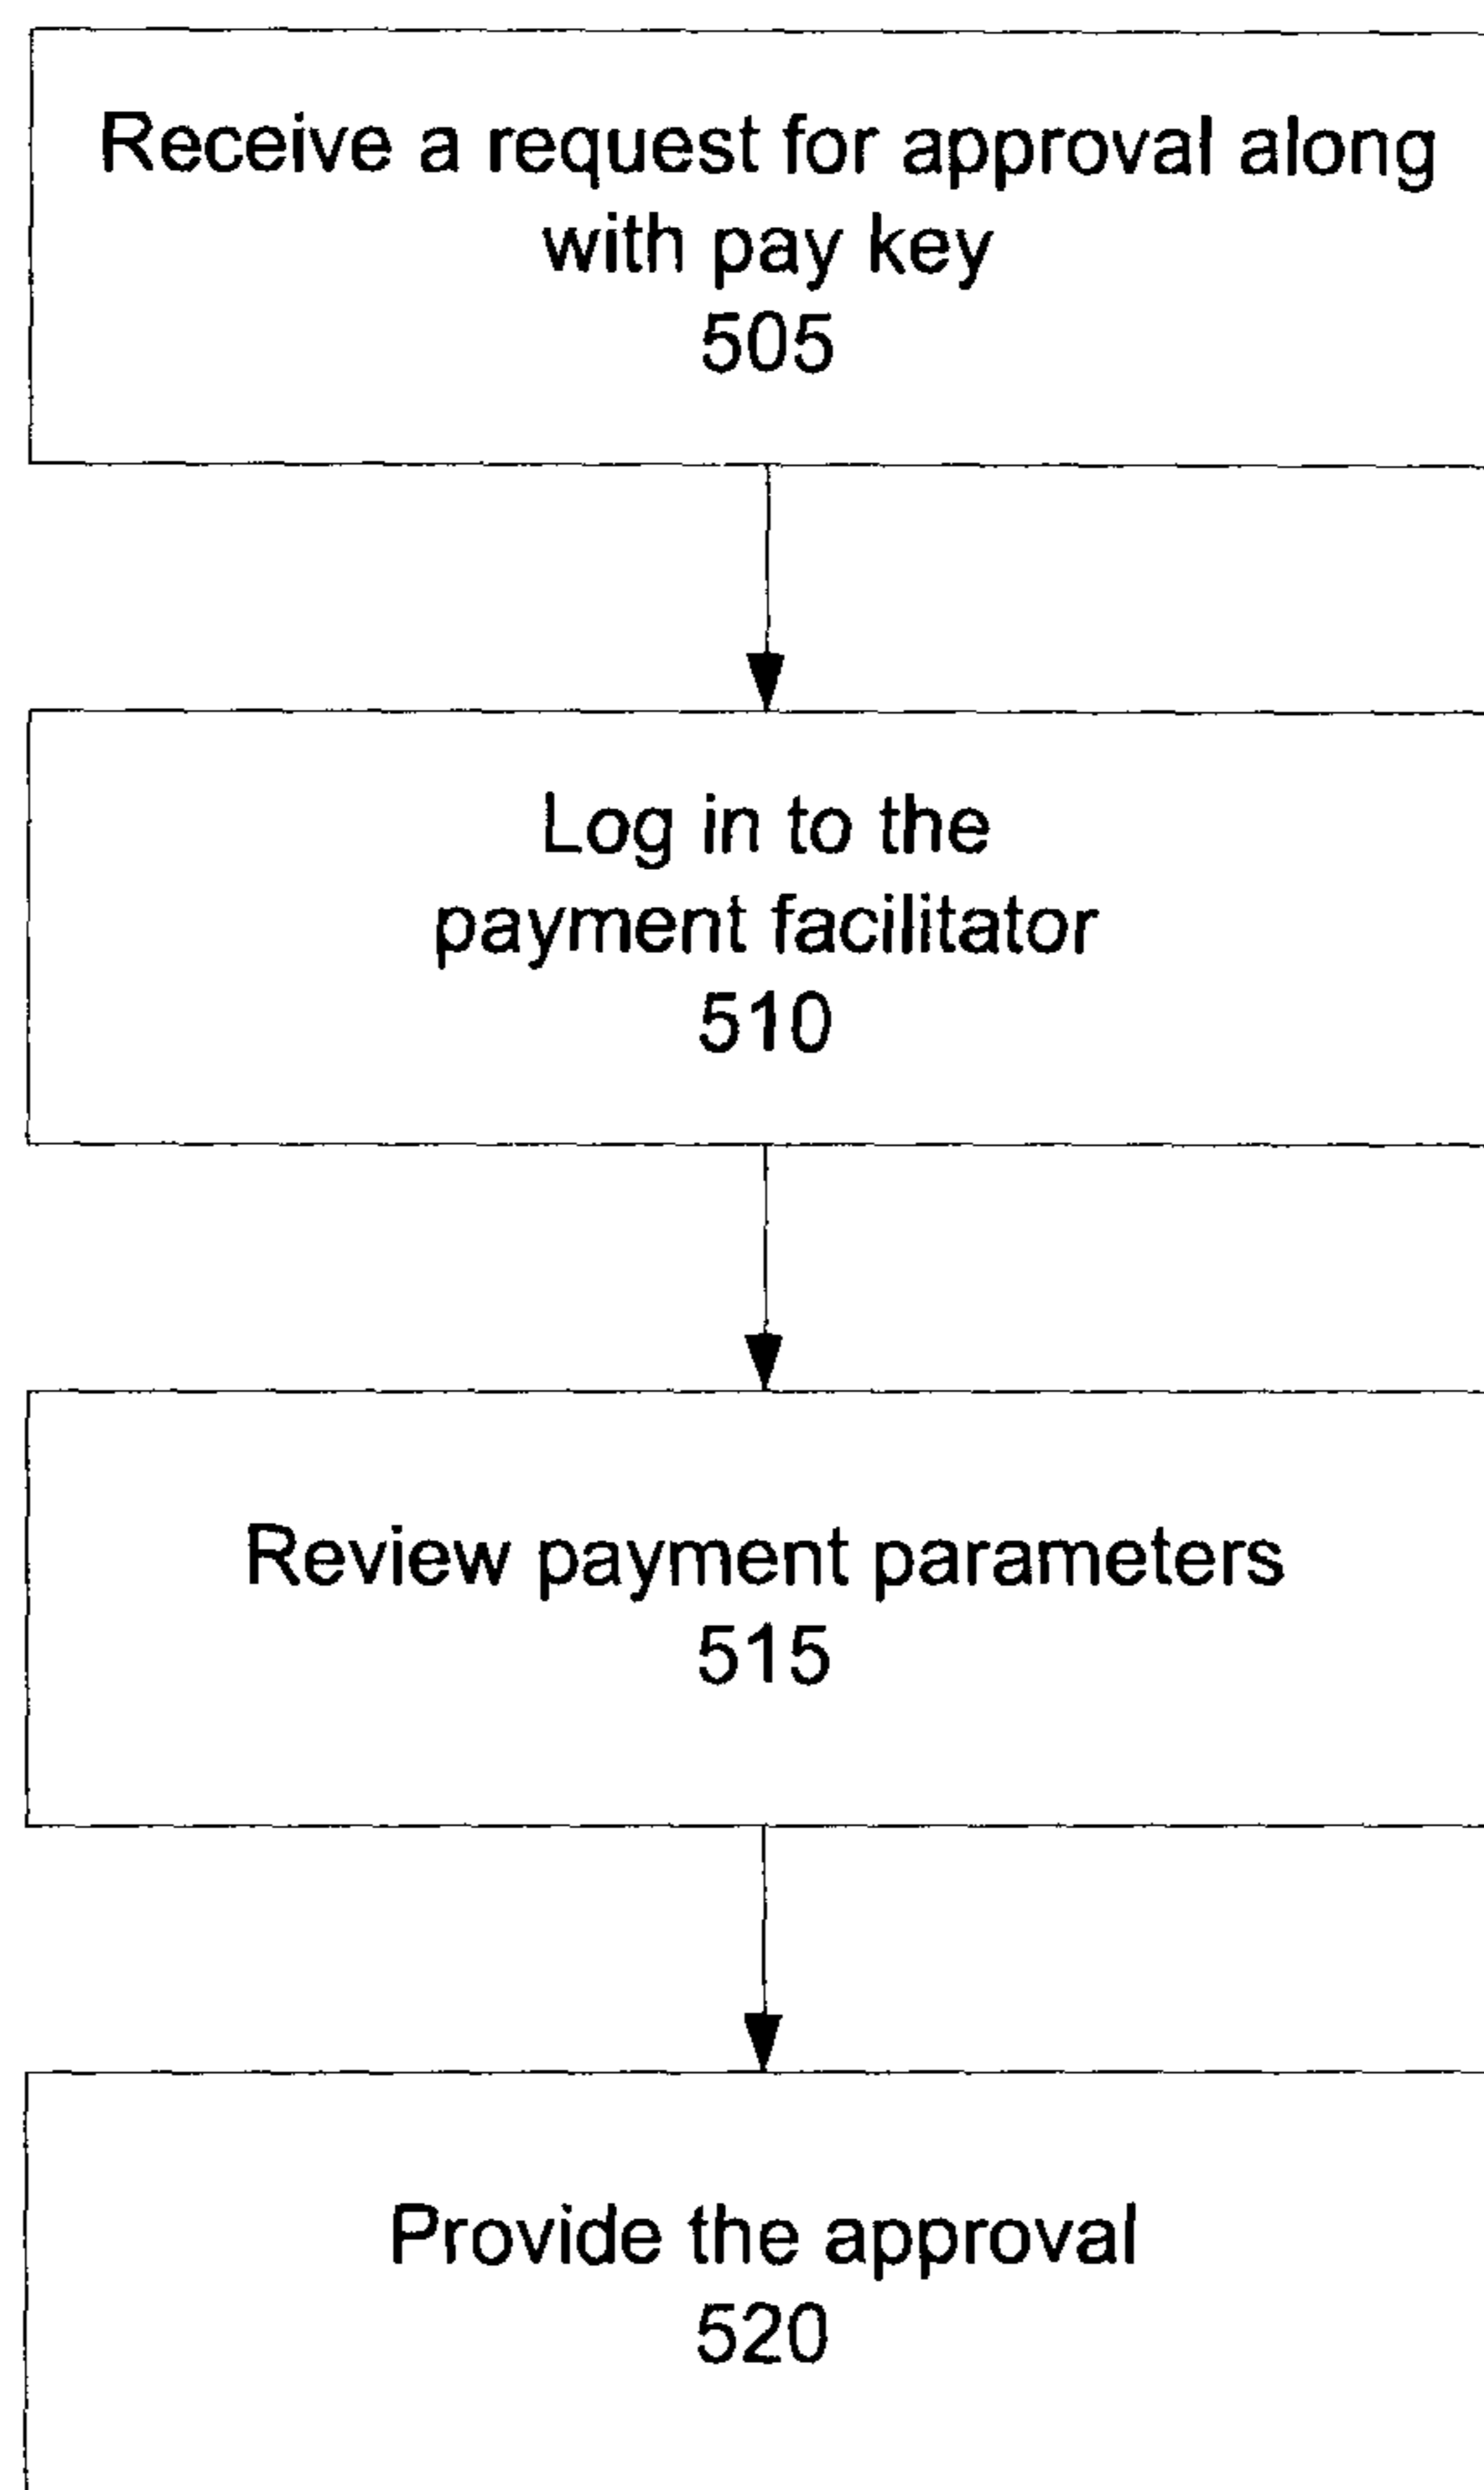 Receive a request for approval along
with pay key
505
Log in to the
payment facilitator
510
Review payment parameters
515
Provide the approval
520